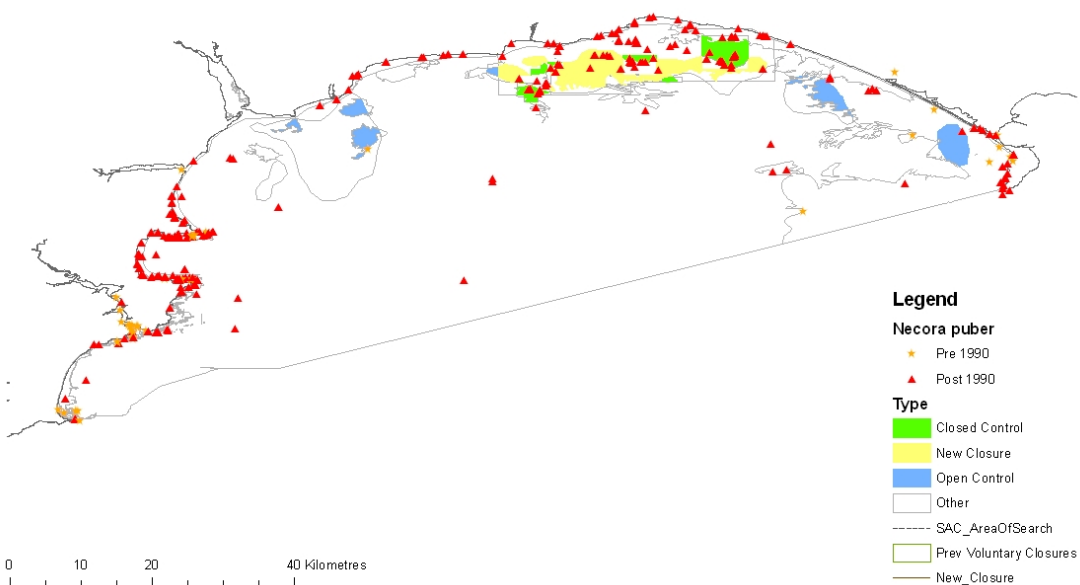 Legend
Necora puber
Pre 1990
Post 1990
Type
Closed Control
New Closure
Open Control
Other
SAC_AreaOfSearch
Prev Voluntary Closures
New_Closure
0 10 20 40 Kilometres